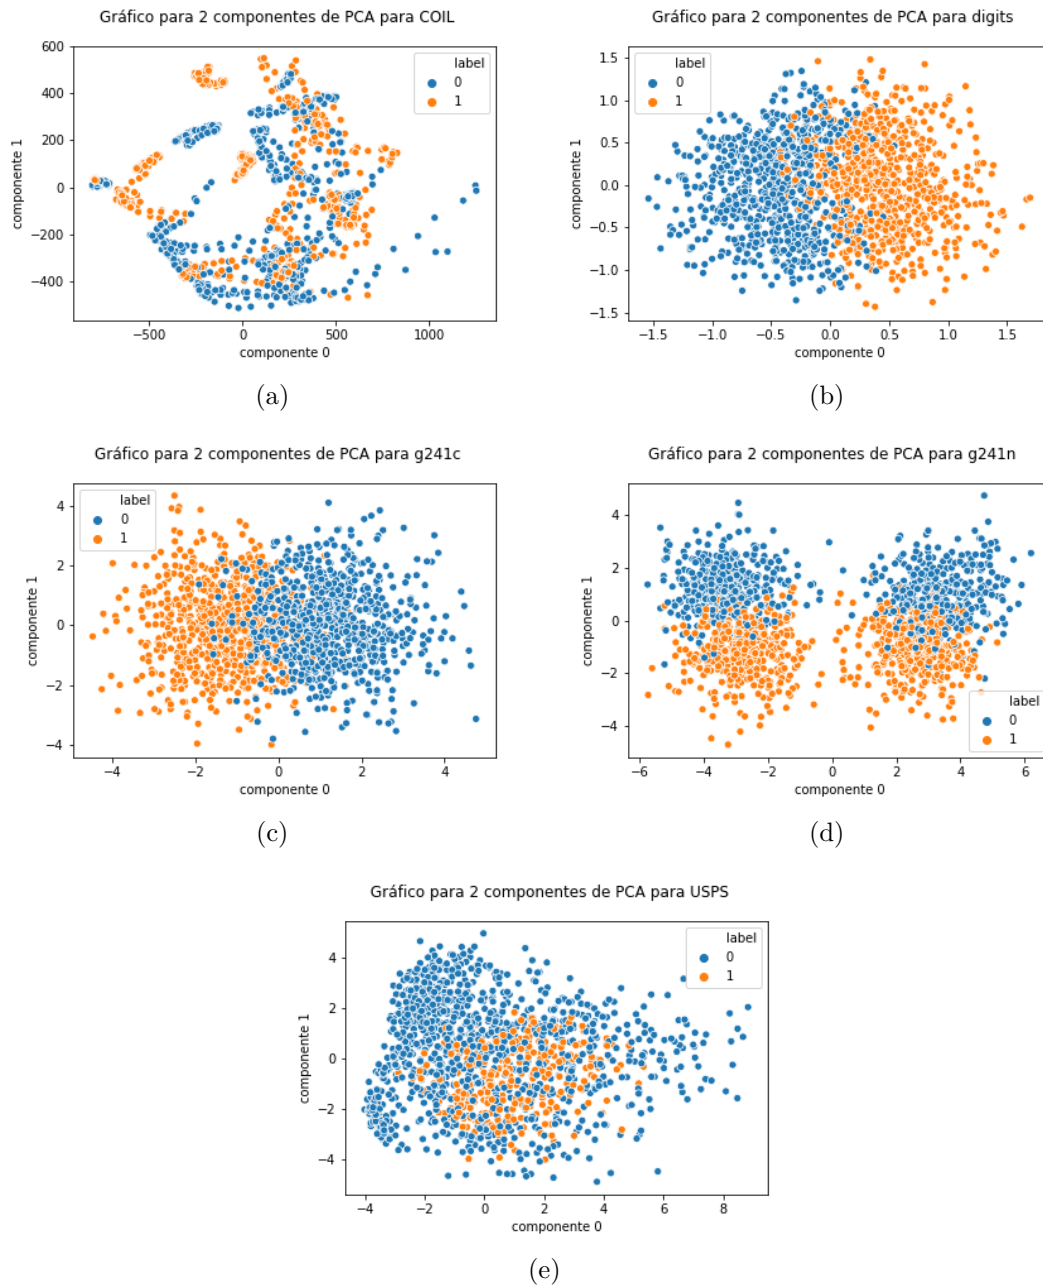 Gráfico para 2 componentes de PCA para COIL
600
400
200
0
−200
−400
componente 1
−500
0
500
1000
componente 0
label
0
1
(a)
Gráfico para 2 componentes de PCA para digits
1.5
1.0
0.5
0.0
−0.5
−1.0
−1.5
componente 1
−1.5
−1.0
−0.5
0.0
0.5
1.0
1.5
componente 0
label
0
1
(b)
Gráfico para 2 componentes de PCA para g241c
4
2
0
−2
−4
componente 1
−4
−2
0
2
4
componente 0
label
0
1
(c)
Gráfico para 2 componentes de PCA para g241n
4
2
0
−2
−4
componente 1
−6
−4
−2
0
2
4
6
componente 0
label
0
1
(d)
Gráfico para 2 componentes de PCA para USPS
4
2
0
−2
−4
componente 1
−4
−2
0
2
4
6
8
componente 0
label
0
1
(e)